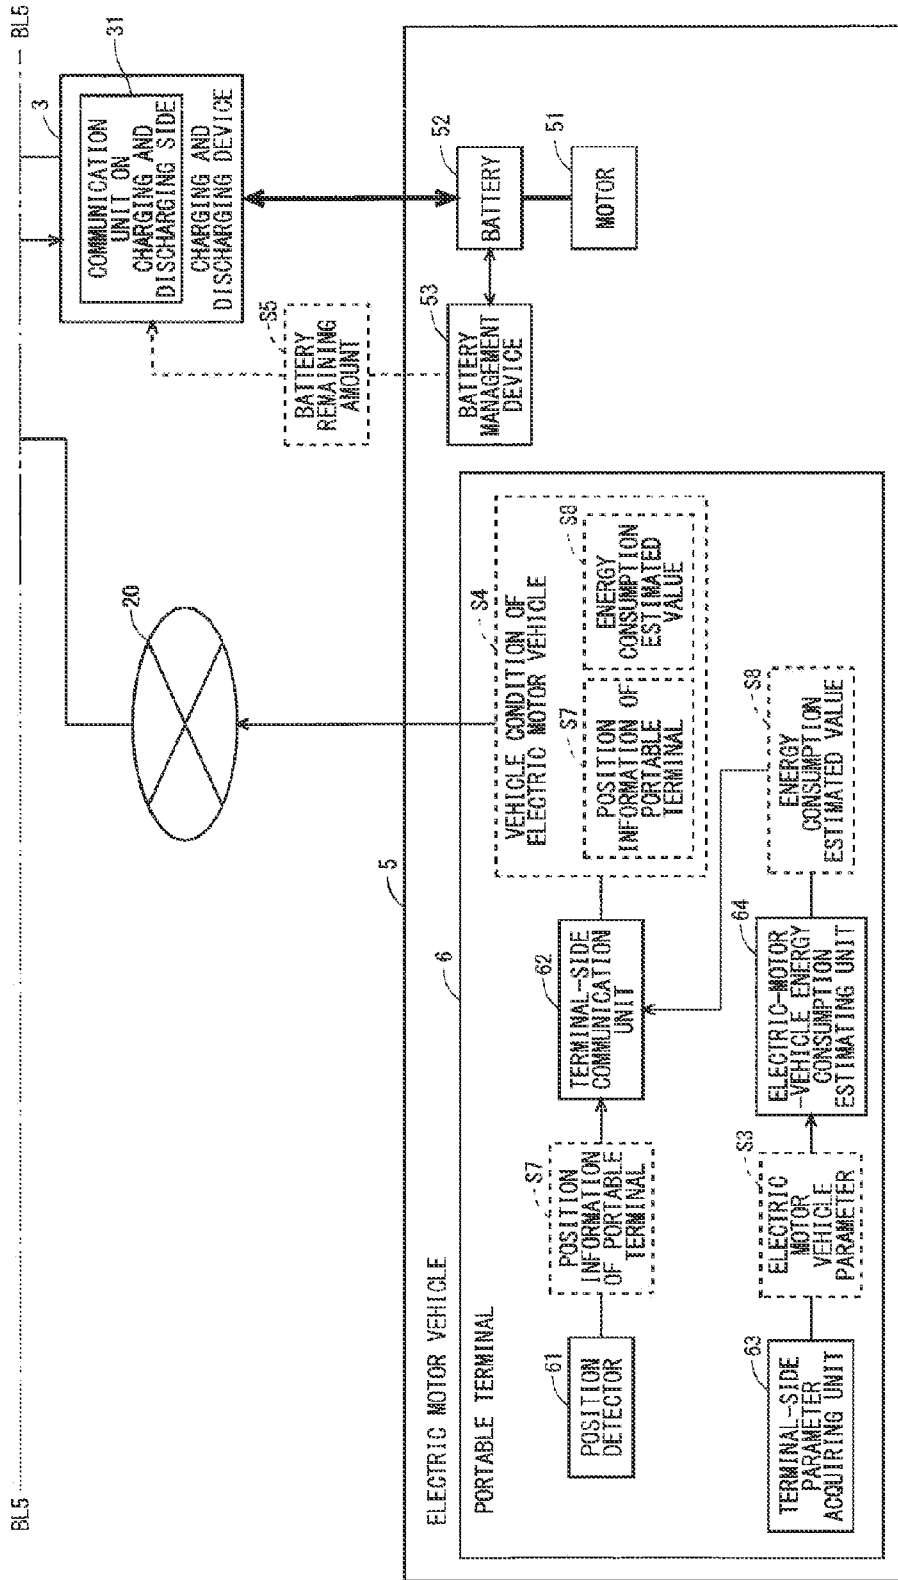 BL5
BL5
3
31
COMMUNICATION
UNIT ON
CHARGING AND
DISCHARGING SIDE
CHARGING AND
DISCHARGING DEVICE
20
S5
BATTERY
REMAINING
AMOUNT
5
ELECTRIC MOTOR VEHICLE
52
BATTERY
51
MOTOR
53
BATTERY
MANAGEMENT
DEVICE
6
PORTABLE TERMINAL
S4
VEHICLE CONDITION OF
ELECTRIC MOTOR VEHICLE
S7
POSITION
INFORMATION OF
PORTABLE
TERMINAL
S8
ENERGY
CONSUMPTION
ESTIMATED
VALUE
61
POSITION
DETECTOR
S7
POSITION
INFORMATION
OF PORTABLE
TERMINAL
62
TERMINAL-SIDE
COMMUNICATION
UNIT
63
TERMINAL-SIDE
PARAMETER
ACQUIRING UNIT
S3
ELECTRIC
MOTOR
VEHICLE
PARAMETER
64
ELECTRIC-MOTOR
-VEHICLE ENERGY
CONSUMPTION
ESTIMATING UNIT
S8
ENERGY
CONSUMPTION
ESTIMATED VALUE